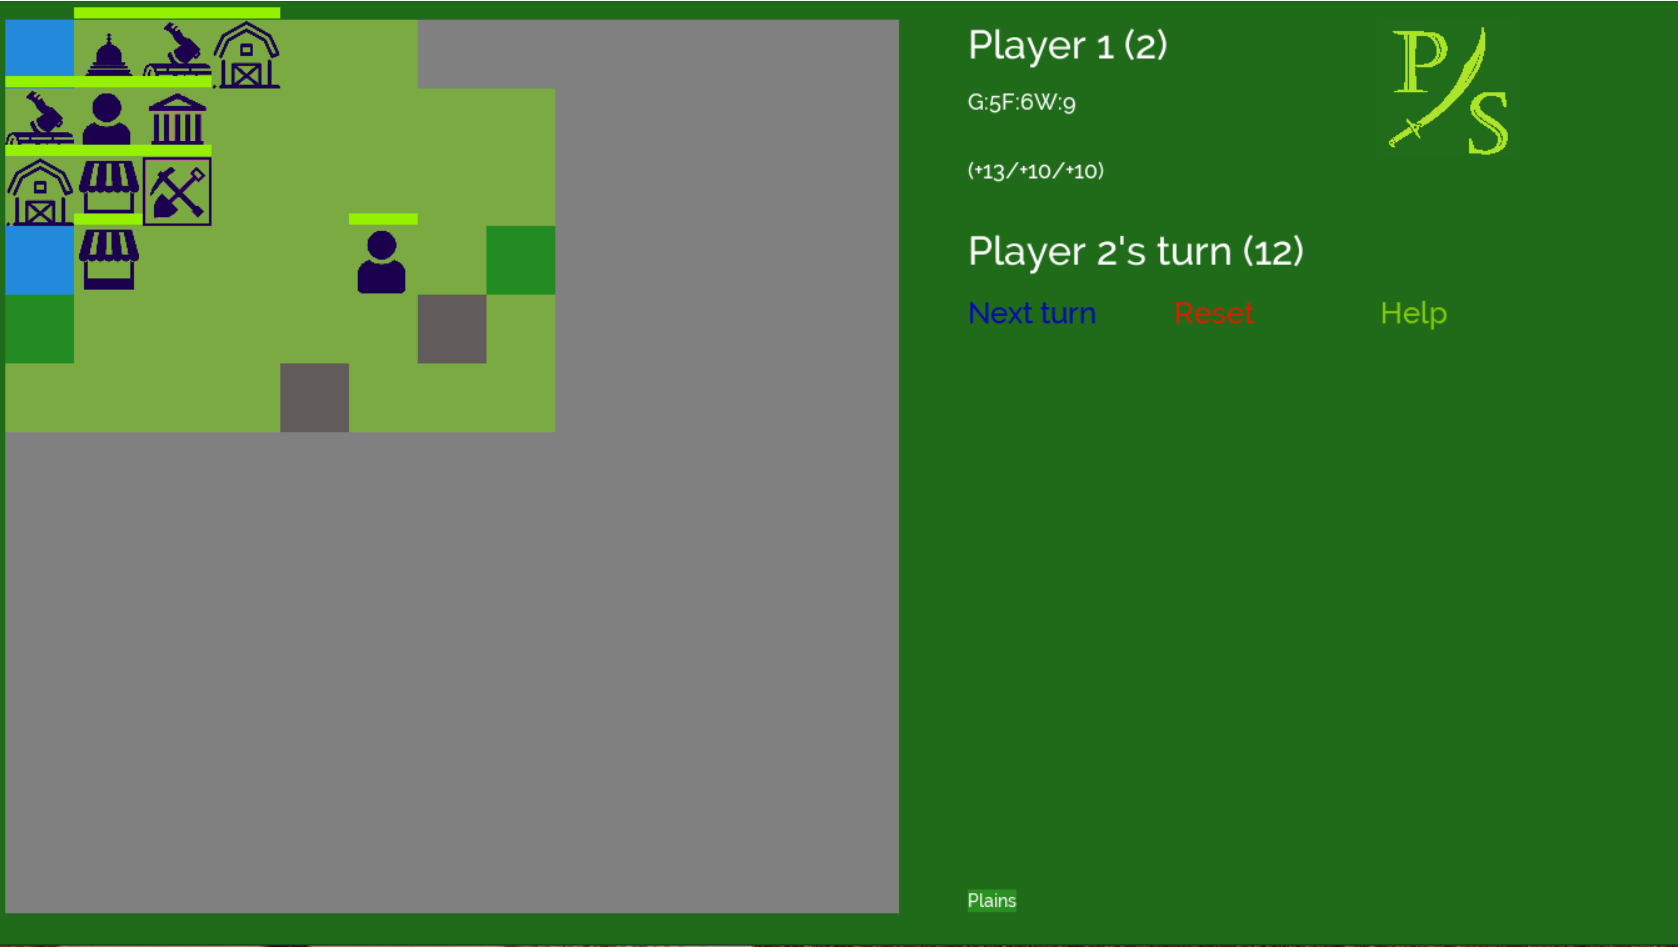 Player 1 (2)
P/S
G:5F:6W:9
(+13/+10/+10)
Player 2's turn (12)
Next turn Reset Help
Plains